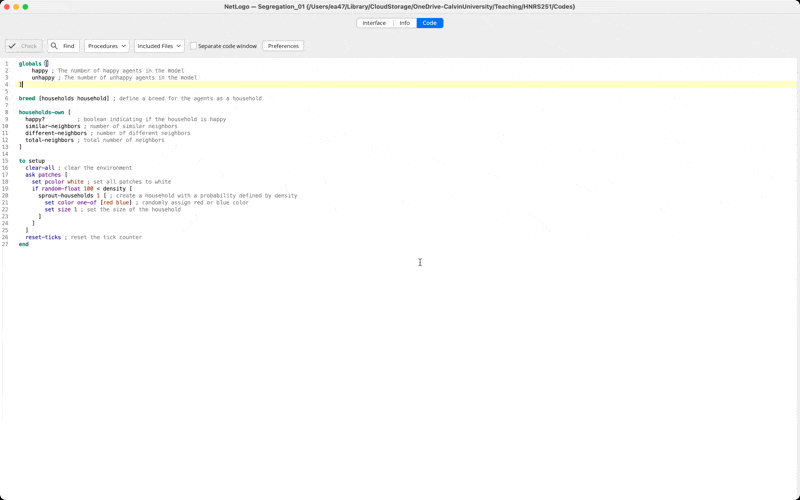 NetLogo — Segregation_01 {/Users/ea47/Library/CloudStorage/OneDrive-CalvinUniversity/Teaching/HNRS251/Codes}
Interface Info Code
Check Find Procedures Included Files Separate code window Preferences
1 globals [
2 happy ; The number of happy agents in the model
3 unhappy ; The number of unhappy agents in the model
4 ]
5
6 breed [households household] ; define a breed for the agents as a household
7
8 households-own [
9 happy? ; boolean indicating if the household is happy
10 similar-neighbors ; number of similar neighbors
11 different-neighbors ; number of different neighbors
12 total-neighbors ; total number of neighbors
13 ]
14
15 to setup
16 clear-all ; clear the environment
17 ask patches [
18 set pcolor white ; set all patches to white
19 if random-float 100 < density [
20 sprout-households 1 [ ; create a household with a probability defined by density
21 set color one-of [red blue] ; randomly assign red or blue color
22 set size 1 ; set the size of the household
23 ]
24 ]
25 ]
26 reset-ticks ; reset the tick counter
27 end